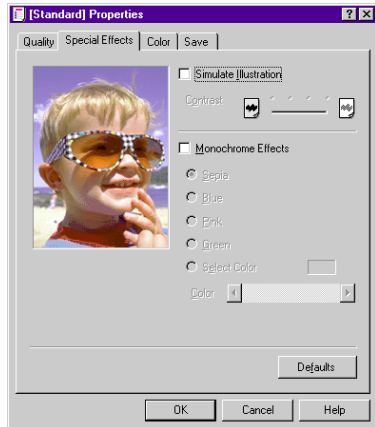 [Standard] Properties
Quality Special Effects Color Save
Simulate Illustration
Contrast
Monochrome Effects
Sepia
Blue
Pink
Green
Select Color
Color
Defaults
OK Cancel Help